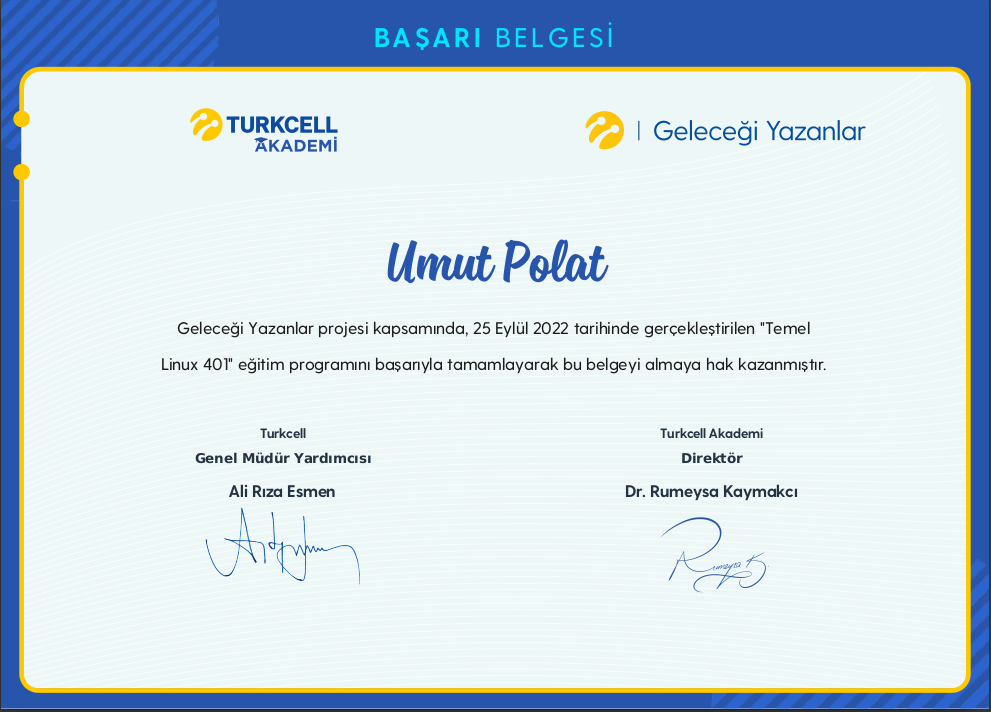 BAŞARI BELGESİ
TURKCELL
AKADEMİ
Geleceği Yazanlar
Umut Polat
Geleceği Yazanlar projesi kapsamında, 25 Eylül 2022 tarihinde gerçekleştirilen "Temel
Linux 401" eğitim programını başarıyla tamamlayarak bu belgeyi almaya hak kazanmıştır.
Turkcell
Genel Müdür Yardımcısı
Ali Rıza Esmen
Turkcell Akademi
Direktör
Dr. Rumeysa Kaymakcı
Rumeysa K